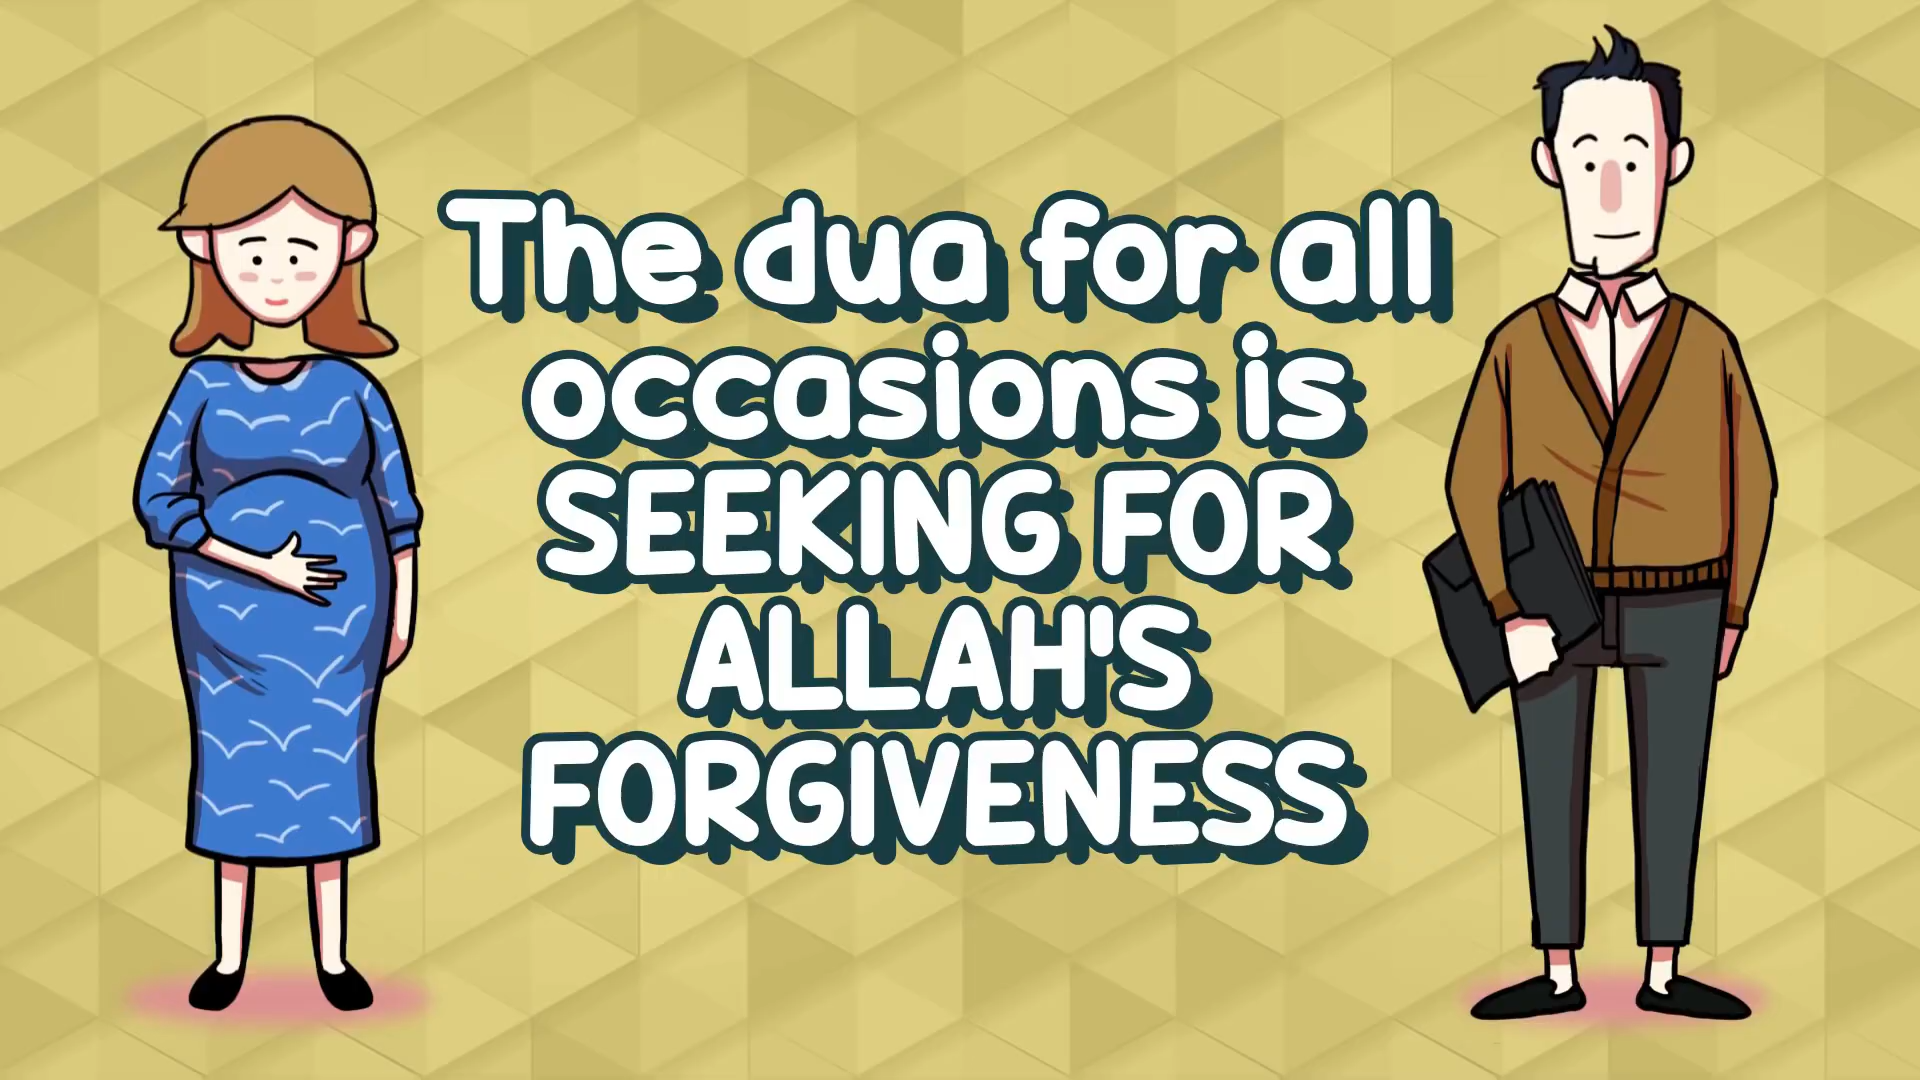 The dua for all
occasions is
SEEKING FOR
ALLAH'S
FORGIVENESS